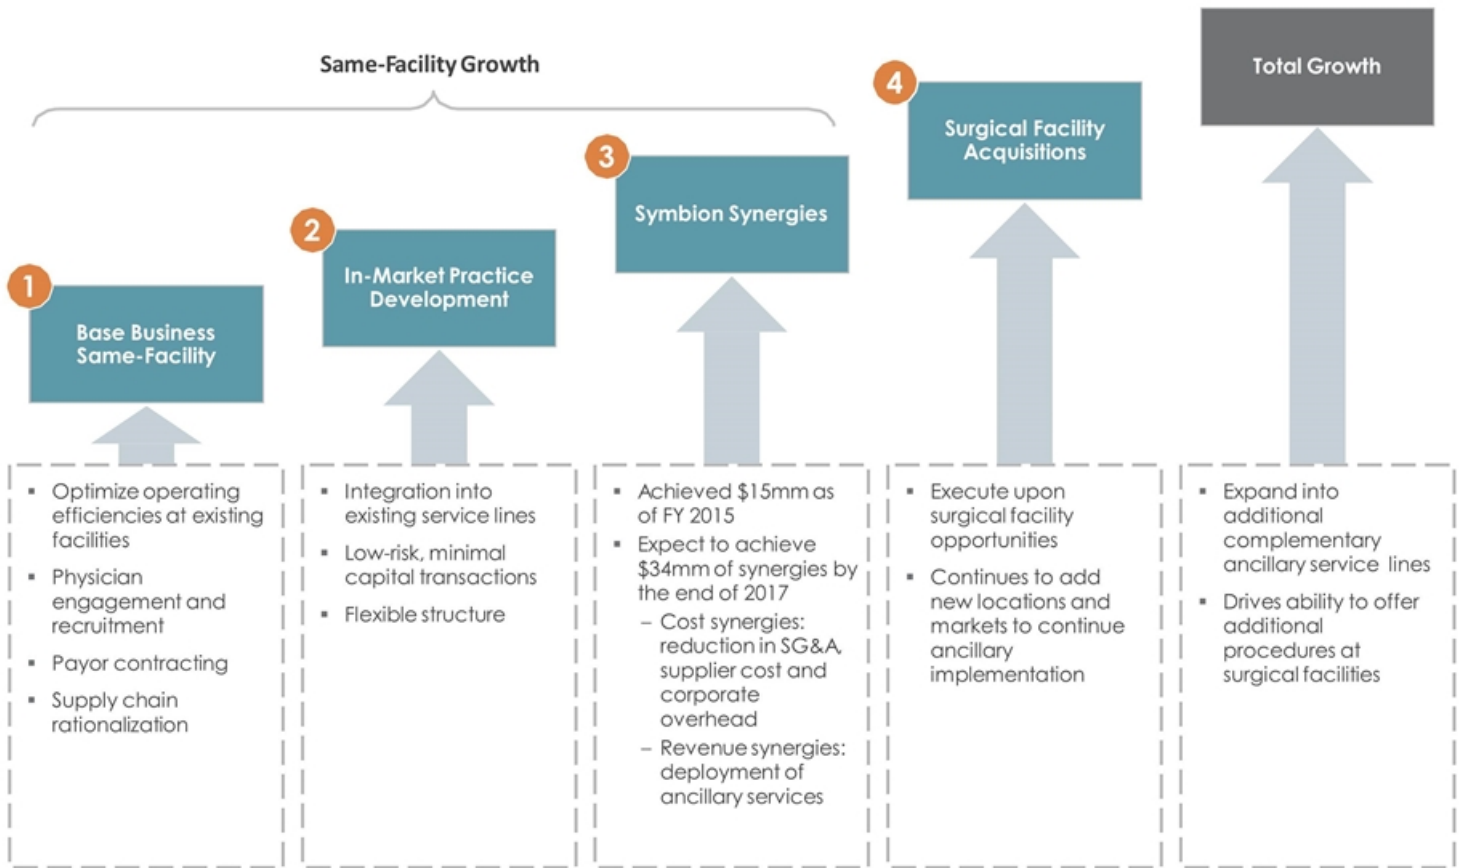 Same-Facility Growth
1
Base Business
Same-Facility
▪ Optimize operating
efficiencies at existing
facilities
▪ Physician
engagement and
recruitment
▪ Payor contracting
▪ Supply chain
rationalization
2
In-Market Practice
Development
▪ Integration into
existing service lines
▪ Low-risk, minimal
capital transactions
▪ Flexible structure
3
Symbion Synergies
▪ Achieved $15mm as
of FY 2015
▪ Expect to achieve
$34mm of synergies by
the end of 2017
– Cost synergies:
reduction in SG&A,
supplier cost and
corporate
overhead
– Revenue synergies:
deployment of
ancillary services
4
Surgical Facility
Acquisitions
▪ Execute upon
surgical facility
opportunities
▪ Continues to add
new locations and
markets to continue
ancillary
implementation
Total Growth
▪ Expand into
additional
complementary
ancillary service lines
▪ Drives ability to offer
additional
procedures at
surgical facilities